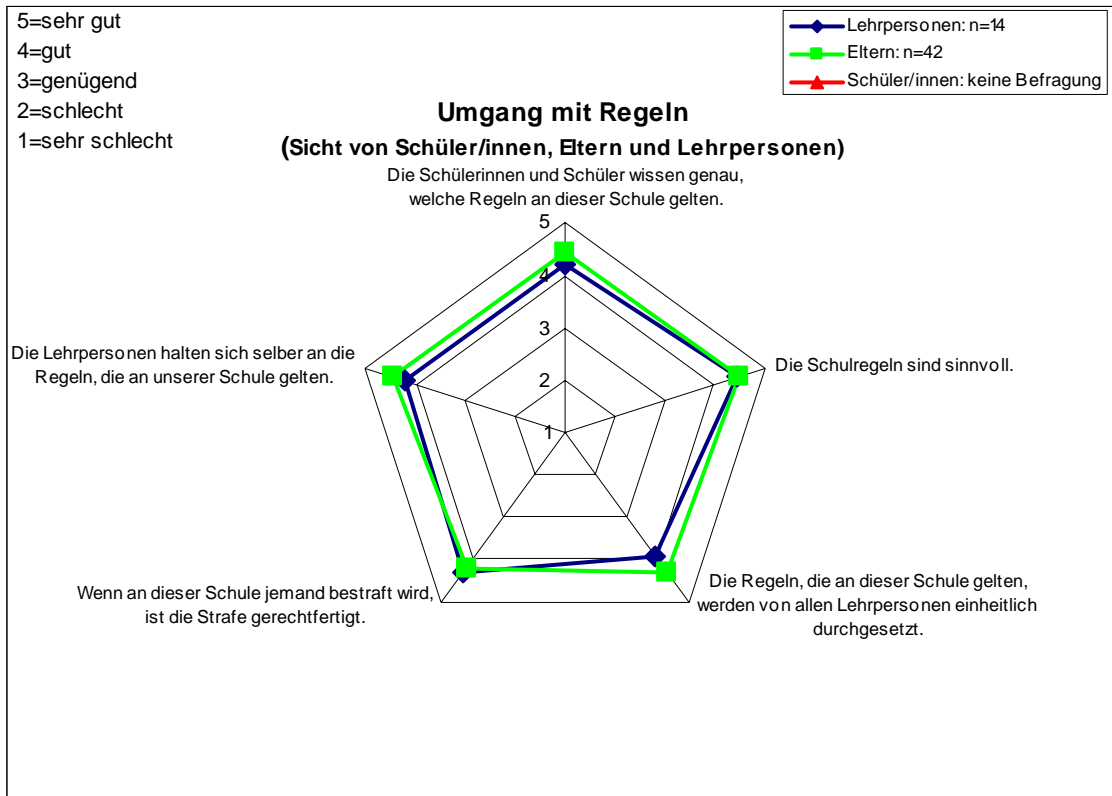 5=sehr gut
4=gut
3=genügend
2=schlecht
1=sehr schlecht
Lehrpersonen: n=14
Eltern: n=42
Schüler/innen: keine Befragung
Umgang mit Regeln
(Sicht von Schüler/innen, Eltern und Lehrpersonen)
Die Schülerinnen und Schüler wissen genau,
welche Regeln an dieser Schule gelten.
5
4
3
2
1
Die Schulregeln sind sinnvoll.
Die Regeln, die an dieser Schule gelten,
werden von allen Lehrpersonen einheitlich
durchgesetzt.
Wenn an dieser Schule jemand bestraft wird,
ist die Strafe gerechtfertigt.
Die Lehrpersonen halten sich selber an die
Regeln, die an unserer Schule gelten.